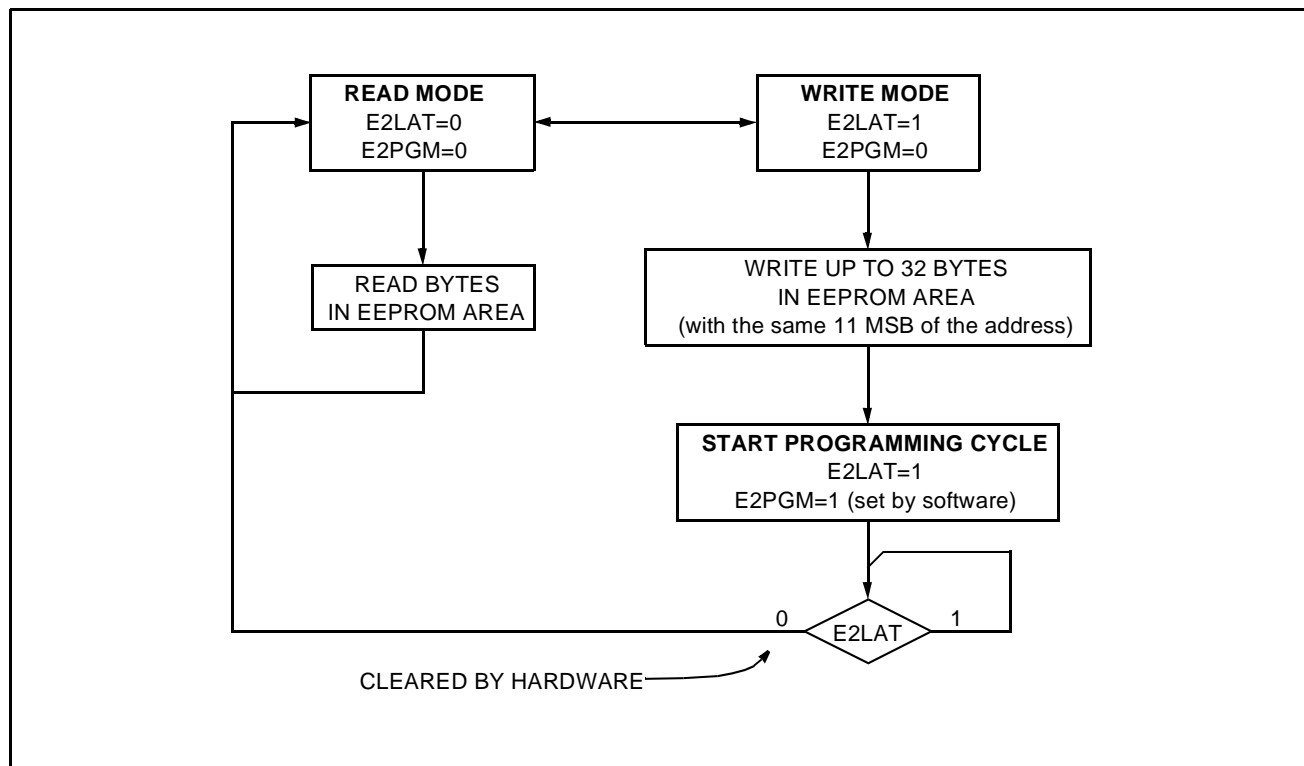 READ MODE
E2LAT=0
E2PGM=0
WRITE MODE
E2LAT=1
E2PGM=0
READ BYTES
IN EEPROM AREA
WRITE UP TO 32 BYTES
IN EEPROM AREA
(with the same 11 MSB of the address)
START PROGRAMMING CYCLE
E2LAT=1
E2PGM=1 (set by software)
0
E2LAT
1
CLEARED BY HARDWARE